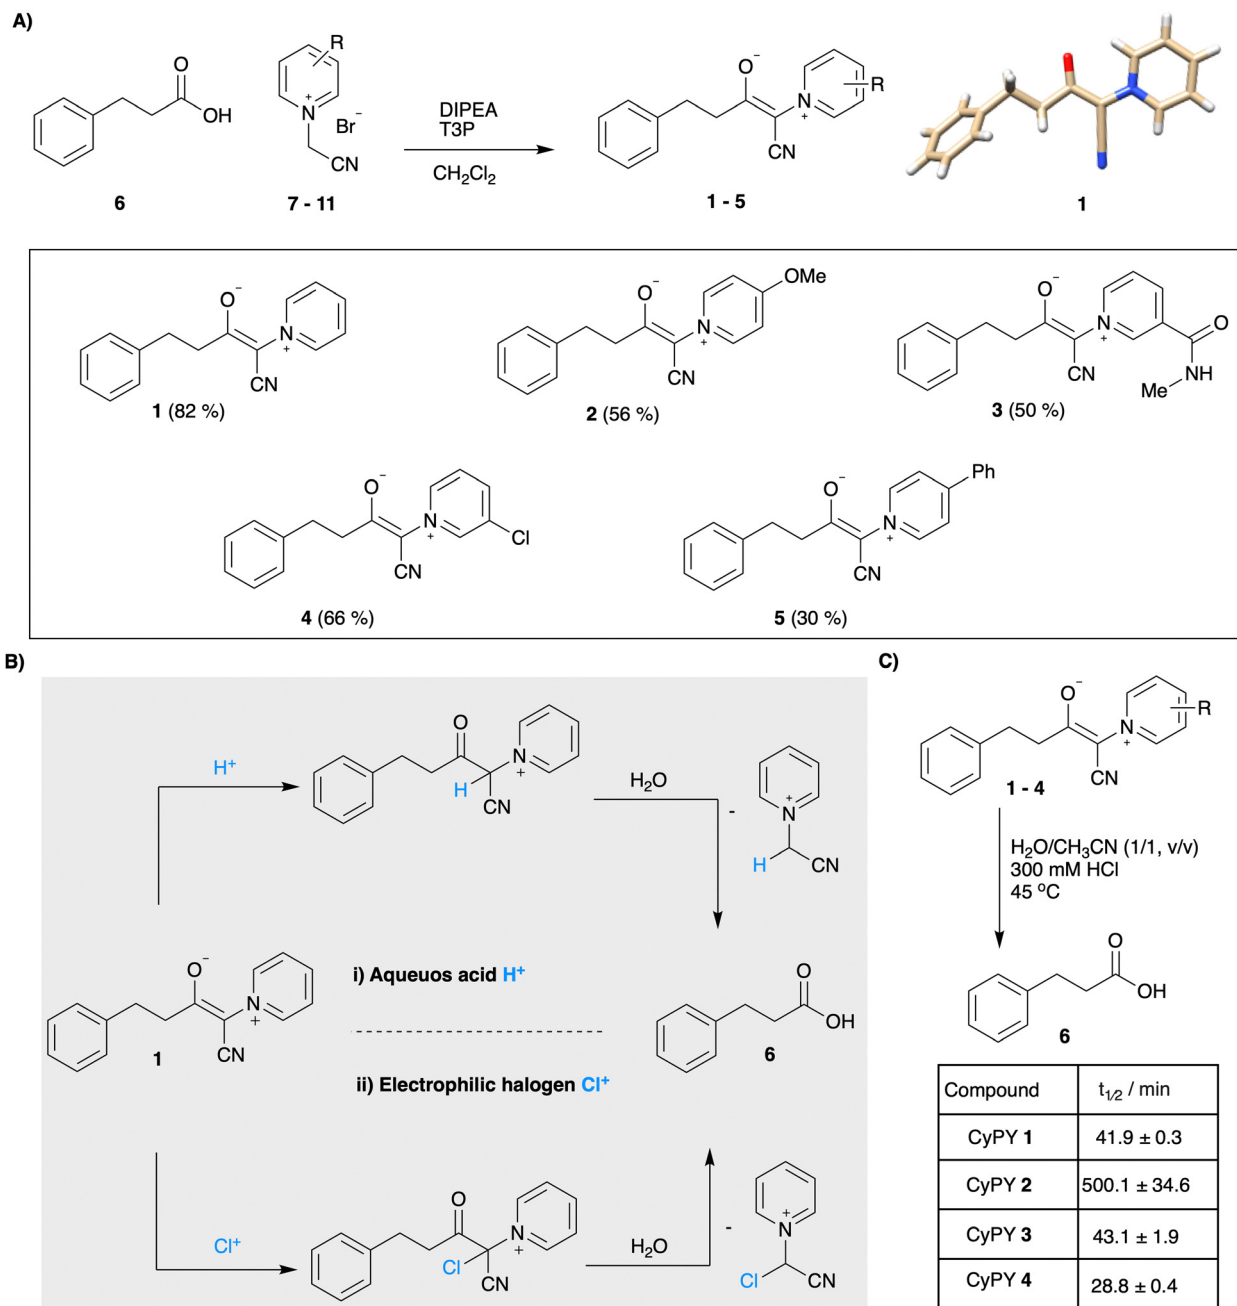 A)
O
OH
6
R
N
+
Br⁻
CN
7 - 11
DIPEA
T3P
CH₂Cl₂
O⁻
N
+
R
CN
1 - 5
1
O⁻
N
+
CN
1 (82 %)
O⁻
N
+
OMe
CN
2 (56 %)
O⁻
N
+
O
NH
Me
CN
3 (50 %)
O⁻
N
+
Cl
CN
4 (66 %)
O⁻
N
+
Ph
CN
5 (30 %)
B)
H⁺
O
N
+
H
CN
H₂O
-
N
+
H
CN
O⁻
N
+
CN
1
i) Aqueuos acid H⁺
ii) Electrophilic halogen Cl⁺
O
OH
6
Cl⁺
O
N
+
Cl
CN
H₂O
-
N
+
Cl
CN
C)
O⁻
N
+
R
CN
1 - 4
H₂O/CH₃CN (1/1, v/v)
300 mM HCl
45 °C
O
OH
6
Compound t₁/₂ / min
CyPY 1 41.9 ± 0.3
CyPY 2 500.1 ± 34.6
CyPY 3 43.1 ± 1.9
CyPY 4 28.8 ± 0.4